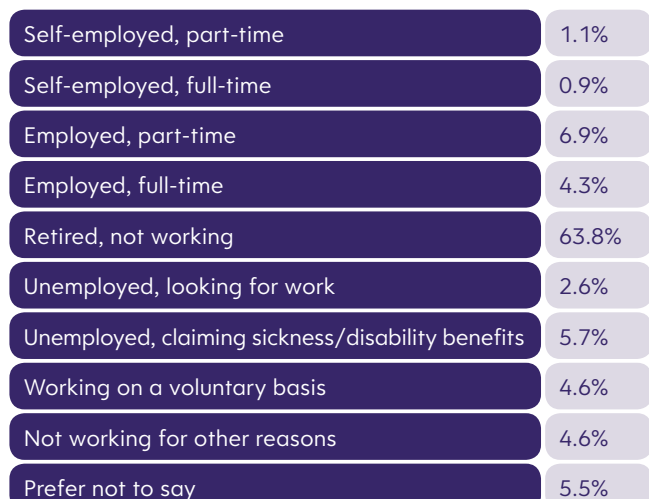 Self-employed, part-time 1.1%
Self-employed, full-time 0.9%
Employed, part-time 6.9%
Employed, full-time 4.3%
Retired, not working 63.8%
Unemployed, looking for work 2.6%
Unemployed, claiming sickness/disability benefits 5.7%
Working on a voluntary basis 4.6%
Not working for other reasons 4.6%
Prefer not to say 5.5%